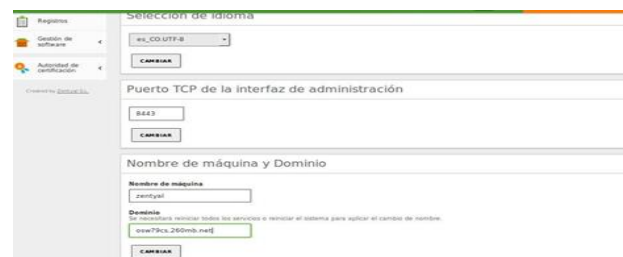 Registros
Gestión de
software
Autoridad de
certificación
Created by Zentyal S.L.
Selección de idioma
es_CO.UTF-8
CAMBIAR
Puerto TCP de la interfaz de administración
8443
CAMBIAR
Nombre de máquina y Dominio
Nombre de máquina
zentyal
Dominio
Se necesitará reiniciar todos los servicios o reiniciar el sistema para aplicar el cambio de nombre.
osw79cs.260mb.net
CAMBIAR